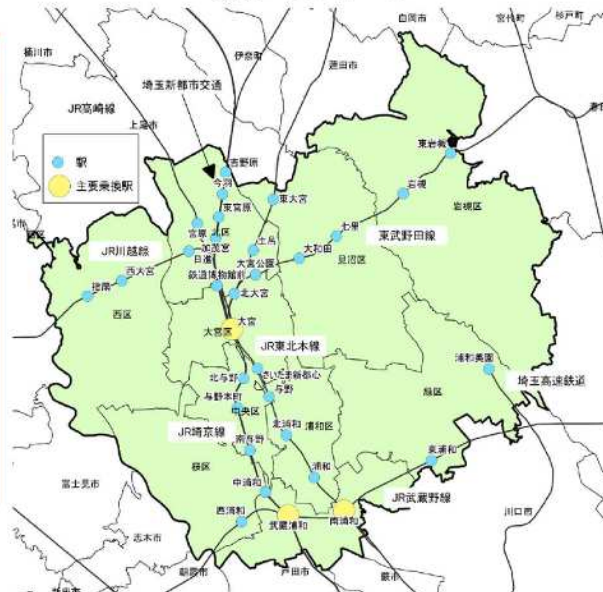 白岡市
宮代町
杉戸町
桶川市
伊奈町
蓮田市
埼玉新都市交通
JR高崎線
上尾市
駅
主要乗換駅
吉野原
今羽
東大宮
東宮原
東岩槻
岩槻
岩槻区
宮原
北区
土呂
七里
東武野田線
加茂宮
JR川越線
日進
大宮公園
大和田
見沼区
西大宮
鉄道博物館前
指扇
北大宮
西区
大宮
大宮区
JR東北本線
浦和美園
北与野
さいたま新都心
埼玉高速鉄道
与野本町
与野
緑区
中央区
北浦和
浦和区
JR埼京線
南与野
東浦和
桜区
浦和
中浦和
富士見市
JR武蔵野線
西浦和
武蔵浦和
南浦和
川口市
志木市
朝霞市
戸田市
蕨市